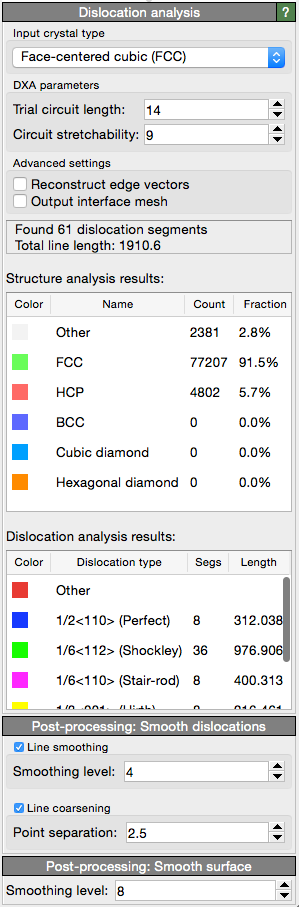 Dislocation analysis ?
Input crystal type
Face-centered cubic (FCC)
DXA parameters
Trial circuit length: 14
Circuit stretchability: 9
Advanced settings
Reconstruct edge vectors
Output interface mesh
Found 61 dislocation segments
Total line length: 1910.6
Structure analysis results:
Color Name Count Fraction
Other 2381 2.8%
FCC 77207 91.5%
HCP 4802 5.7%
BCC 0 0.0%
Cubic diamond 0 0.0%
Hexagonal diamond 0 0.0%
Dislocation analysis results:
Color Dislocation type Segs Length
Other
1/2<110> (Perfect) 8 312.038
1/6<112> (Shockley) 36 976.906
1/6<110> (Stair-rod) 8 400.313
Post-processing: Smooth dislocations
Line smoothing
Smoothing level: 4
Line coarsening
Point separation: 2.5
Post-processing: Smooth surface
Smoothing level: 8